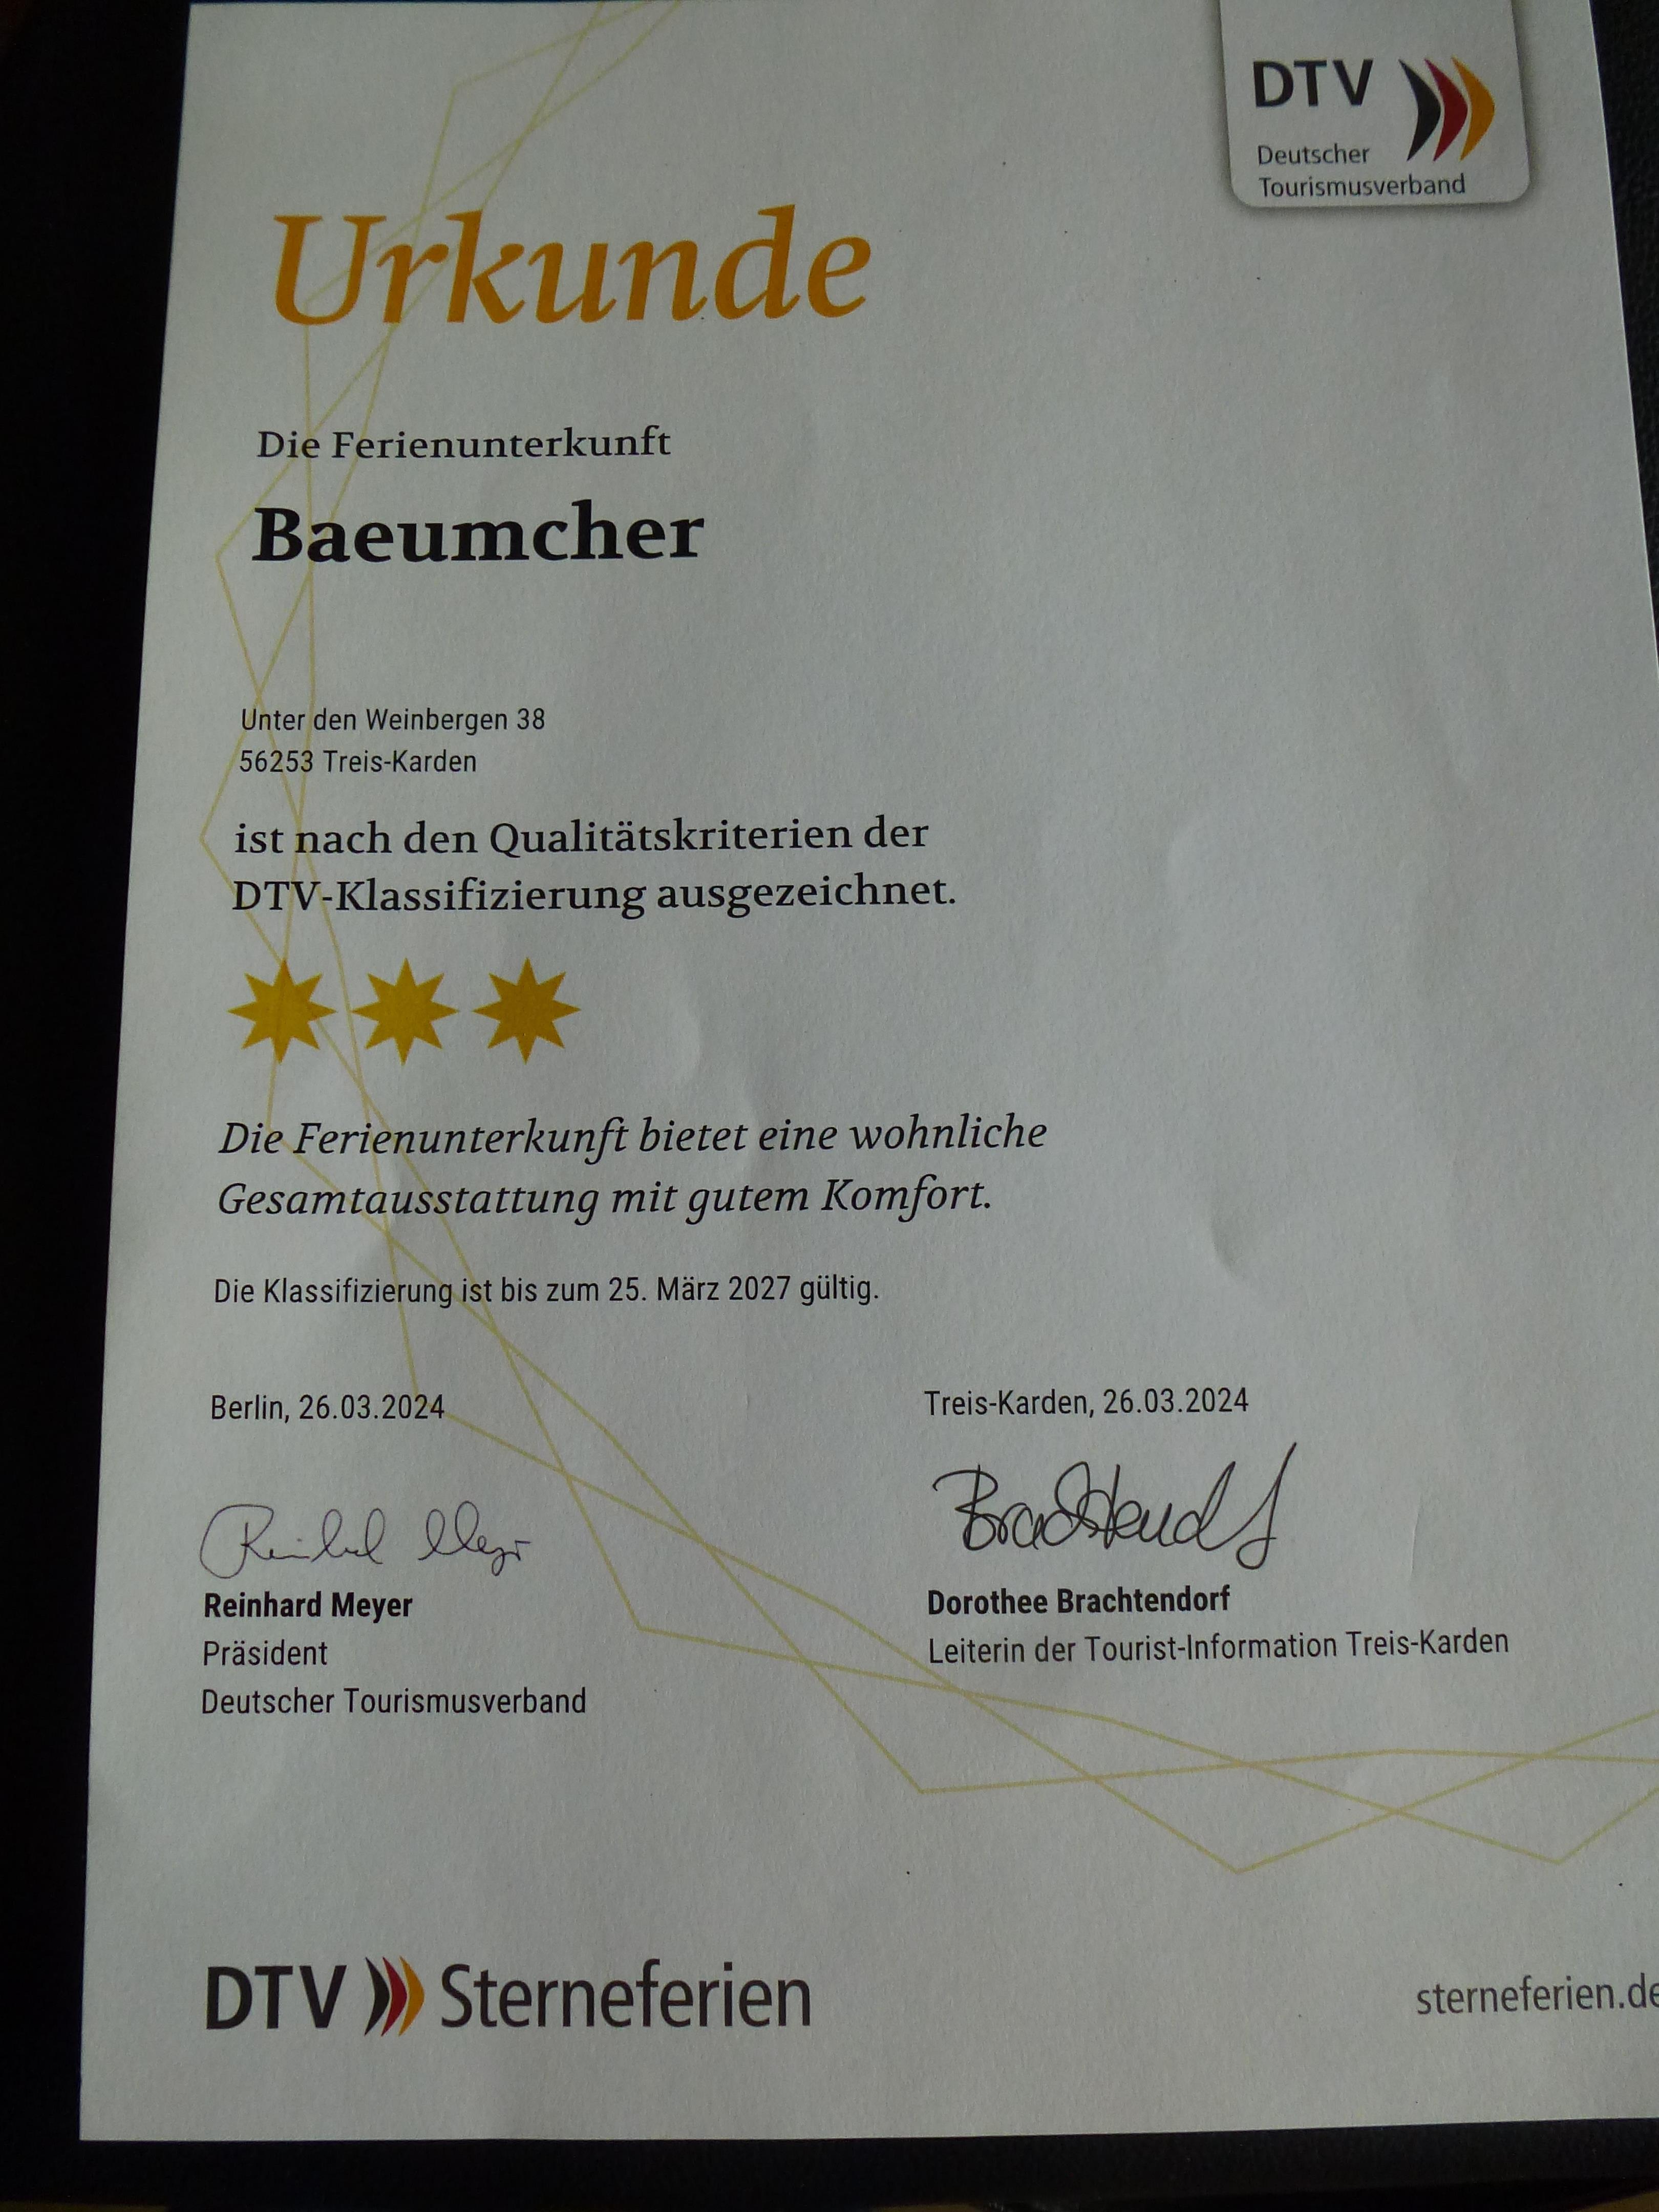 DTV
Deutscher
Tourismusverband
Urkunde
Die Ferienunterkunft
Baeumcher
Unter den Weinbergen 38
56253 Treis-Karden
ist nach den Qualitätskriterien der
DTV-Klassifizierung ausgezeichnet.
Die Ferienunterkunft bietet eine wohnliche
Gesamtausstattung mit gutem Komfort.
Die Klassifizierung ist bis zum 25. März 2027 gültig.
Berlin, 26.03.2024
Reinhard Meyer
Reinhard Meyer
Präsident
Deutscher Tourismusverband
Treis-Karden, 26.03.2024
Brachtendorf
Dorothee Brachtendorf
Leiterin der Tourist-Information Treis-Karden
DTV Sterneferien
sterneferien.de